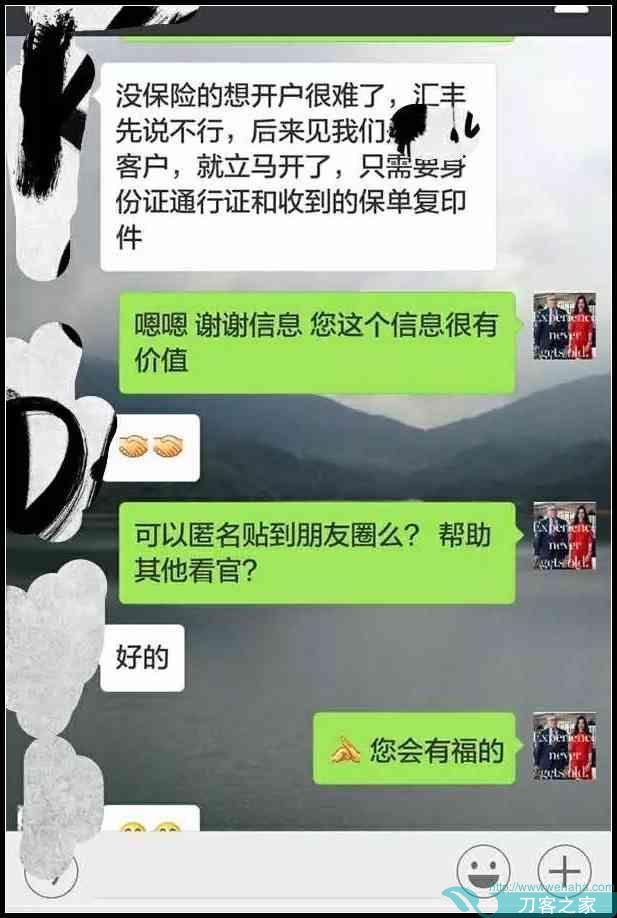 没保险的想开户很难了，汇丰
先说不行，后来见我们是
客户，就立马开了，只需要身
份证通行证和收到的保单复印
件
嗯嗯 谢谢信息 您这个信息很有
价值
Experience
never
gets old.
可以匿名贴到朋友圈么？ 帮助
其他看官？
Experience
never
gets old.
好的
您会有福的
Experience
never
gets old.
http://www.wehaha.com
刀客之家